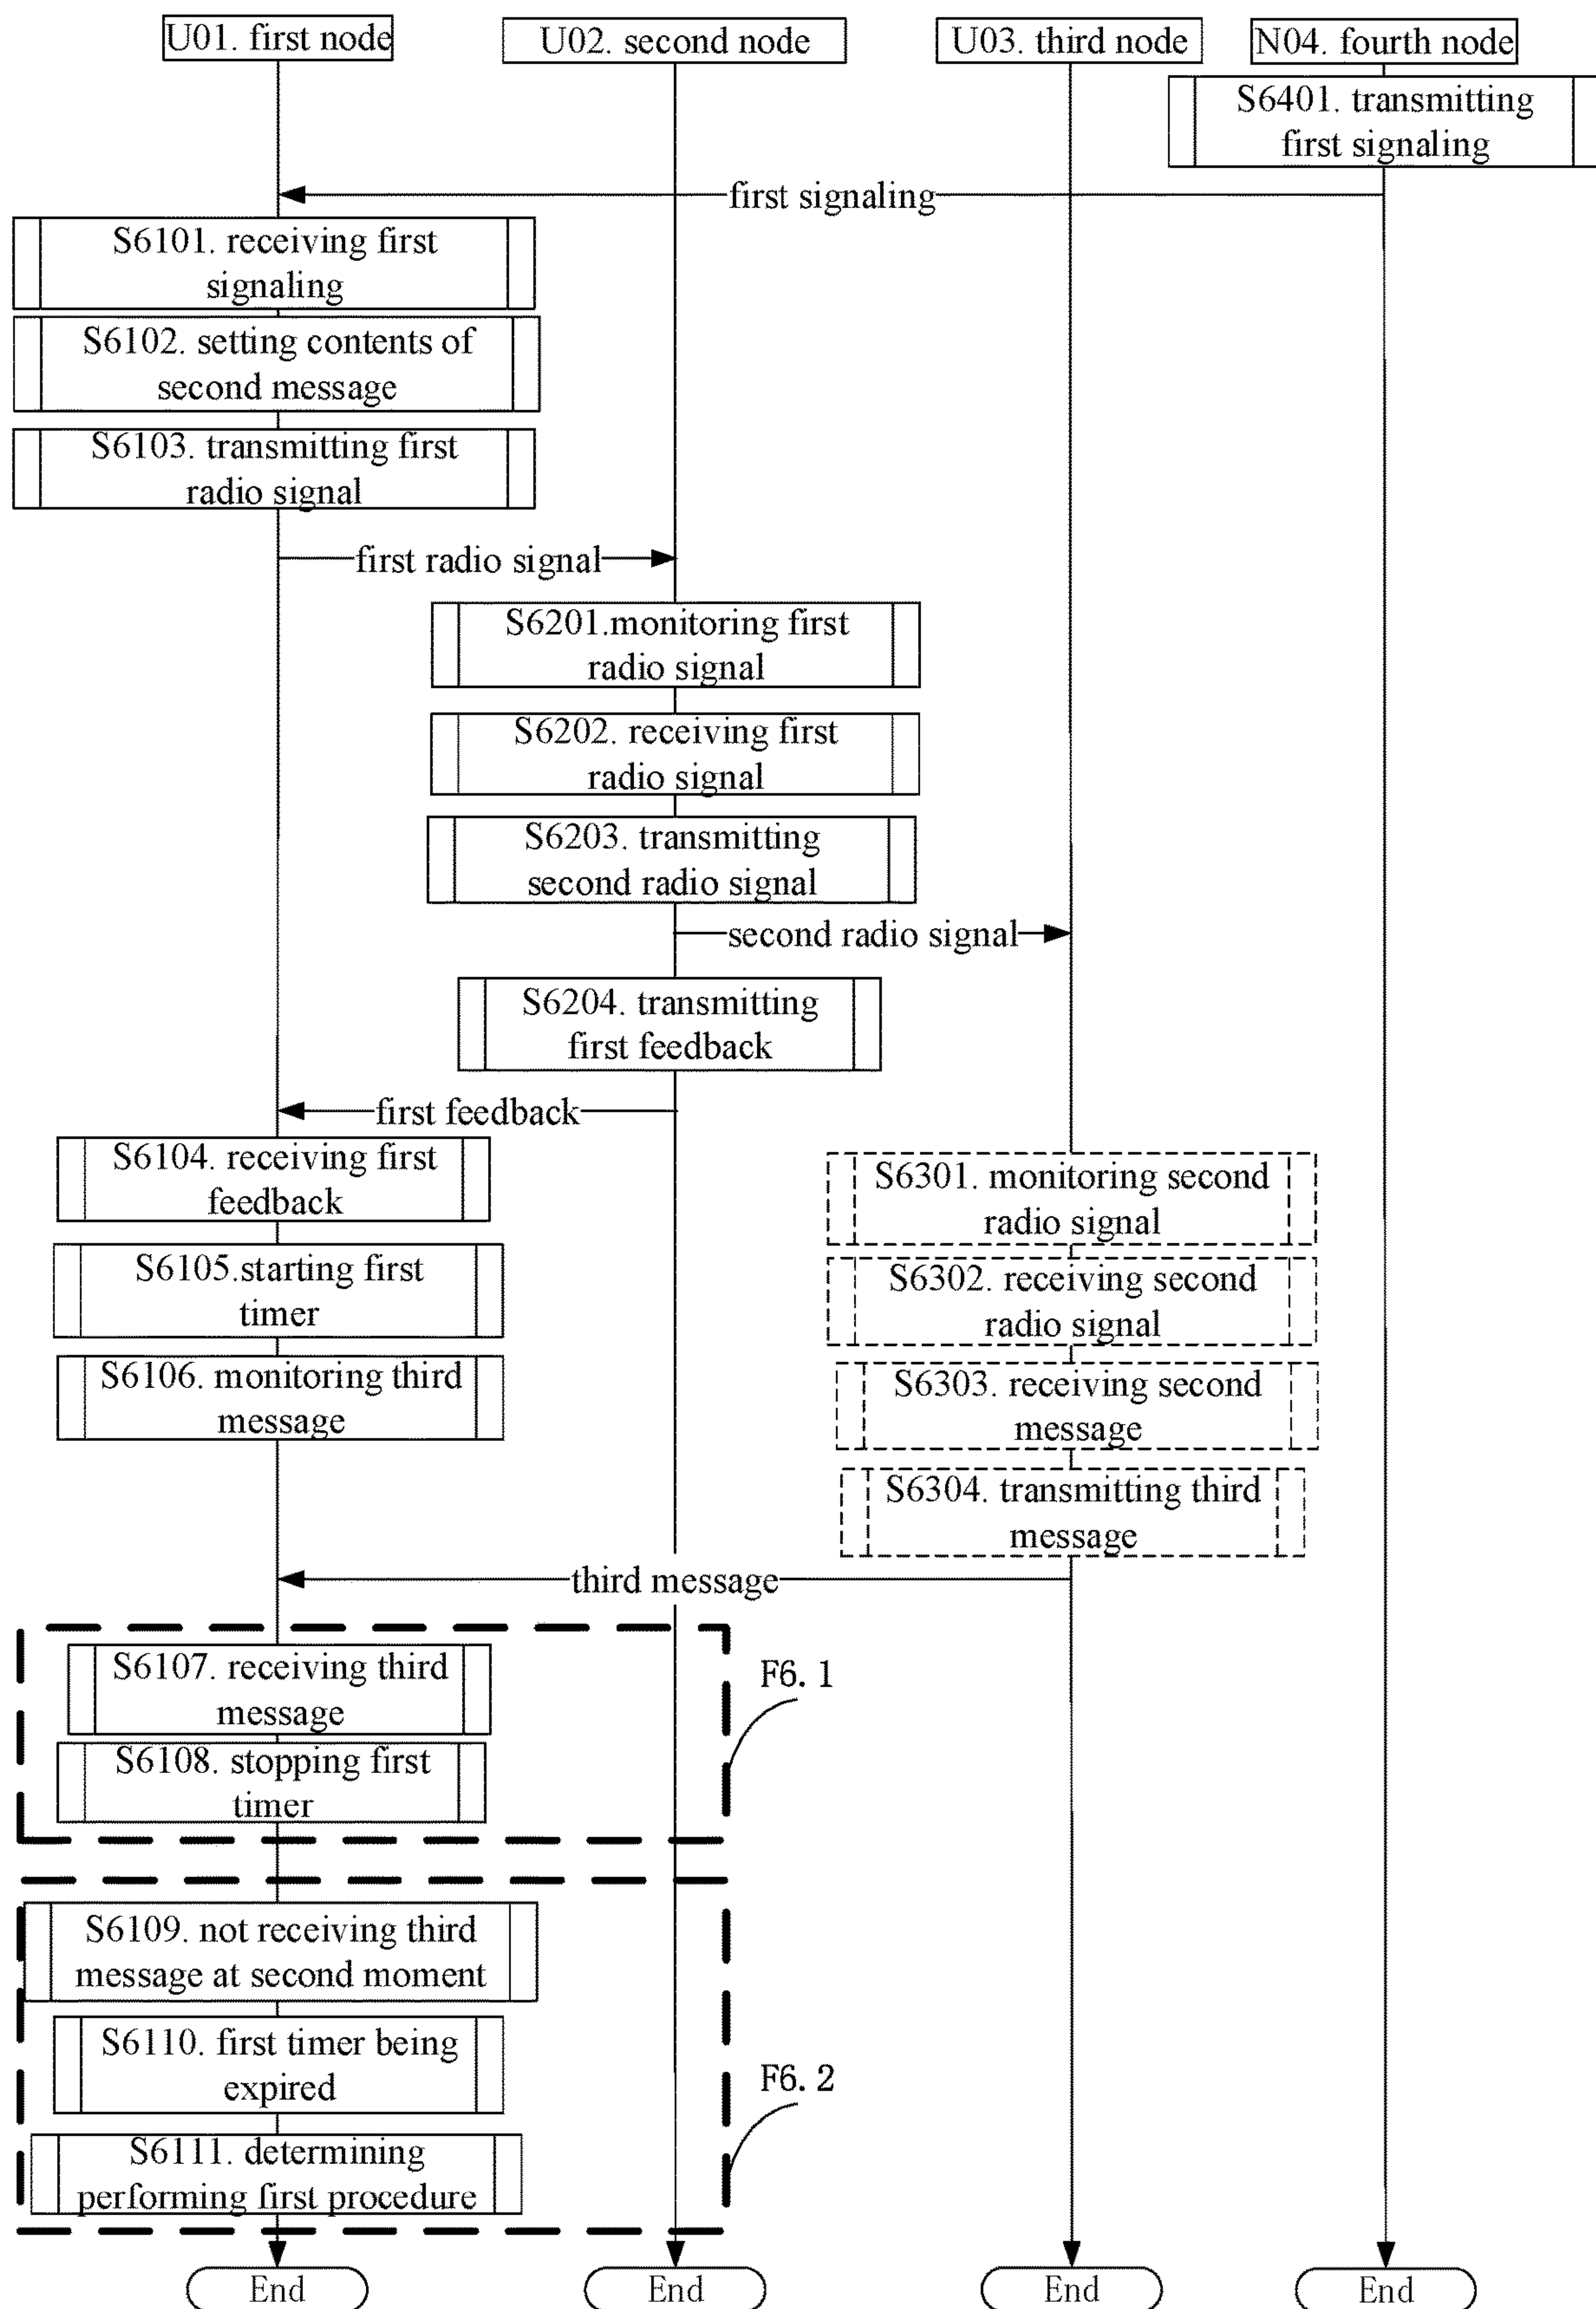 U01. first node
U02. second node
U03. third node
N04. fourth node
S6401. transmitting
first signaling
first signaling
S6101. receiving first
signaling
S6102. setting contents of
second message
S6103. transmitting first
radio signal
first radio signal
S6201.monitoring first
radio signal
S6202. receiving first
radio signal
S6203. transmitting
second radio signal
second radio signal
S6204. transmitting
first feedback
first feedback
S6104. receiving first
feedback
S6301. monitoring second
radio signal
S6105.starting first
timer
S6302. receiving second
radio signal
S6106. monitoring third
message
S6303. receiving second
message
S6304. transmitting third
message
third message
S6107. receiving third
message
F6. 1
S6108. stopping first
timer
S6109. not receiving third
message at second moment
S6110. first timer being
expired
F6. 2
S6111. determining
performing first procedure
End
End
End
End